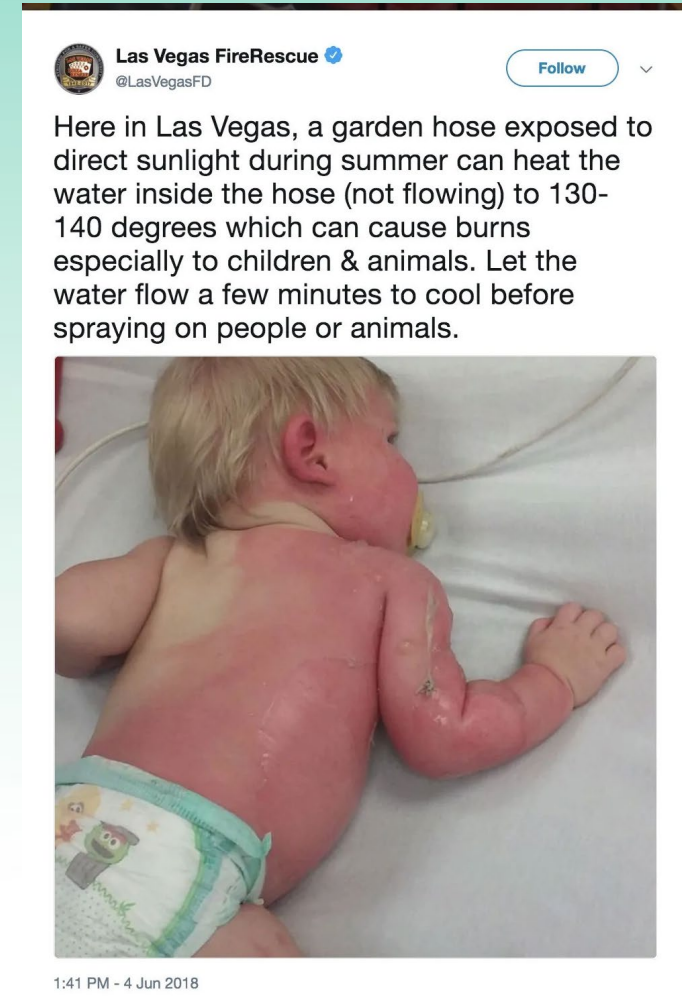 Las Vegas FireRescue
@LasVegasFD
Follow
Here in Las Vegas, a garden hose exposed to
direct sunlight during summer can heat the
water inside the hose (not flowing) to 130-
140 degrees which can cause burns
especially to children & animals. Let the
water flow a few minutes to cool before
spraying on people or animals.
1:41 PM - 4 Jun 2018